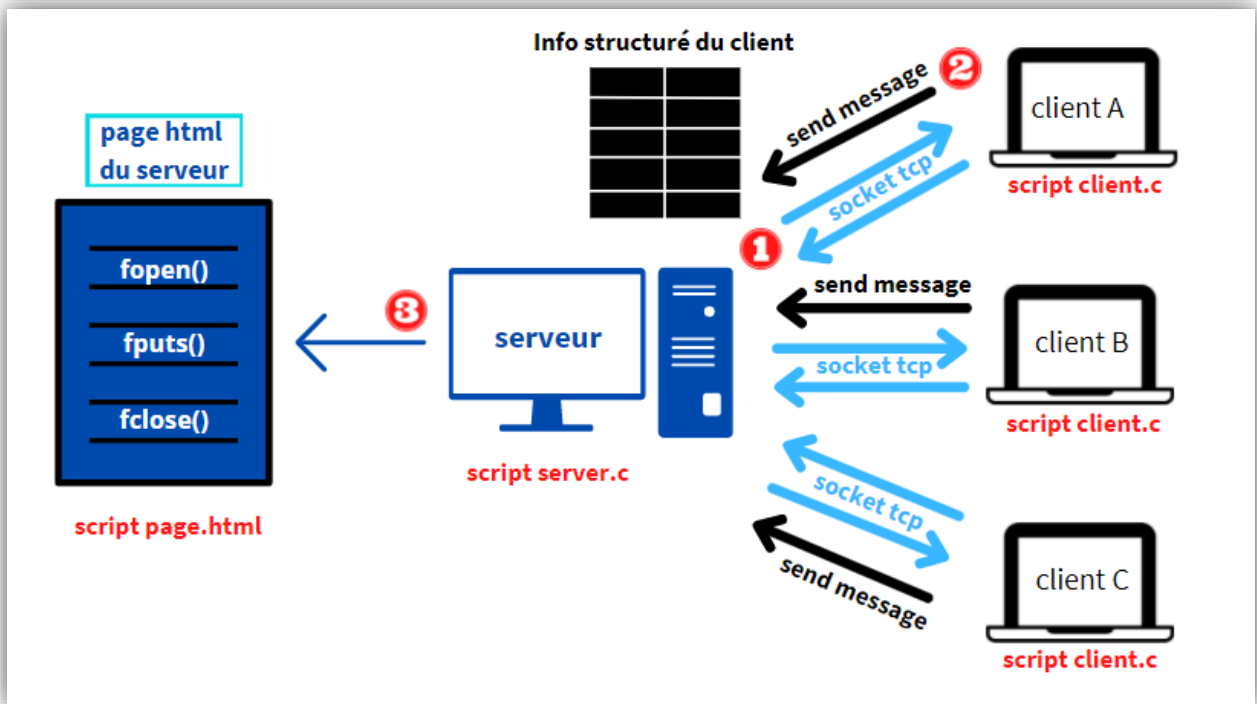 Info structuré du client
page html
du serveur
fopen()
fputs()
fclose()
script page.html
3
serveur
script server.c
1
2
send message
socket tcp
client A
script client.c
send message
socket tcp
client B
script client.c
socket tcp
send message
client C
script client.c